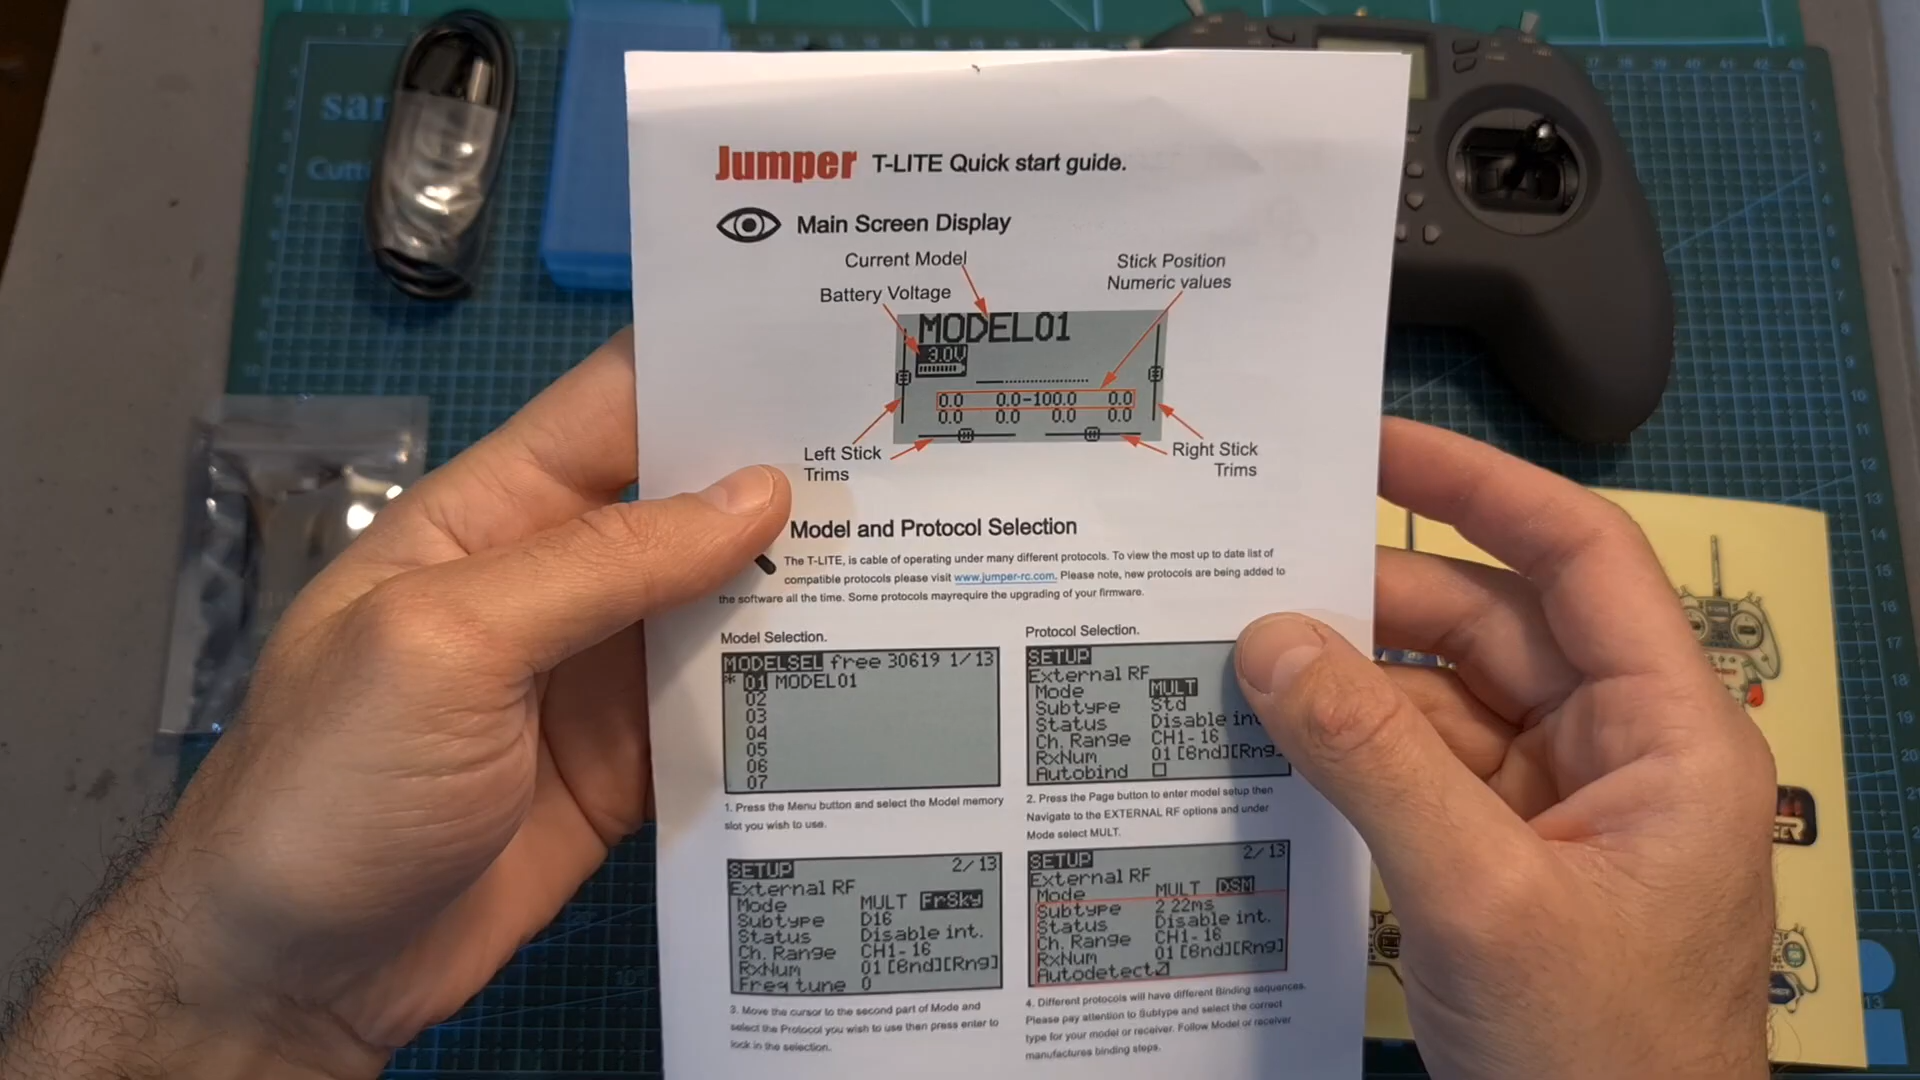 Jumper T-LITE Quick start guide.
Main Screen Display
Current Model
Battery Voltage
Stick Position
Numeric values
MODEL01
3.0V
0.0 0.0-100.0 0.0
0.0 0.0 0.0 0.0
Left Stick
Trims
Right Stick
Trims
Model and Protocol Selection
The T-LITE, is cable of operating under many different protocols. To view the most up to date list of
compatible protocols please visit www.jumper-rc.com. Please note, new protocols are being added to
the software all the time. Some protocols mayrequire the upgrading of your firmware.
Model Selection.
MODELSEL free 30619 1/13
* 01 MODEL01
02
03
04
05
06
07
1. Press the Menu button and select the Model memory
slot you wish to use.
Protocol Selection.
SETUP
External RF
Mode MULT
Subtype Std
Status Disable int
Ch. Range CH1-16
RxNum 01 [Bnd][Rng
Autobind
2. Press the Page button to enter model setup then
Navigate to the EXTERNAL RF options and under
Mode select MULT.
SETUP 2/13
External RF
Mode MULT FrSky
Subtype D16
Status Disable int.
Ch. Range CH1-16
RxNum 01 [Bnd][Rng]
Freq tune 0
3. Move the cursor to the second part of Mode and
select the Protocol you wish to use then press enter to
lock in the selection.
SETUP 2/13
External RF
Mode MULT DSM
Subtype 2 22ms
Status Disable int.
Ch. Range CH1-16
RxNum 01 [Bnd][Rng]
Autodetect
4. Different protocols will have different Binding sequences.
Please pay attention to Subtype and select the correct
type for your model or receiver. Follow Model or receiver
manufactures binding steps.